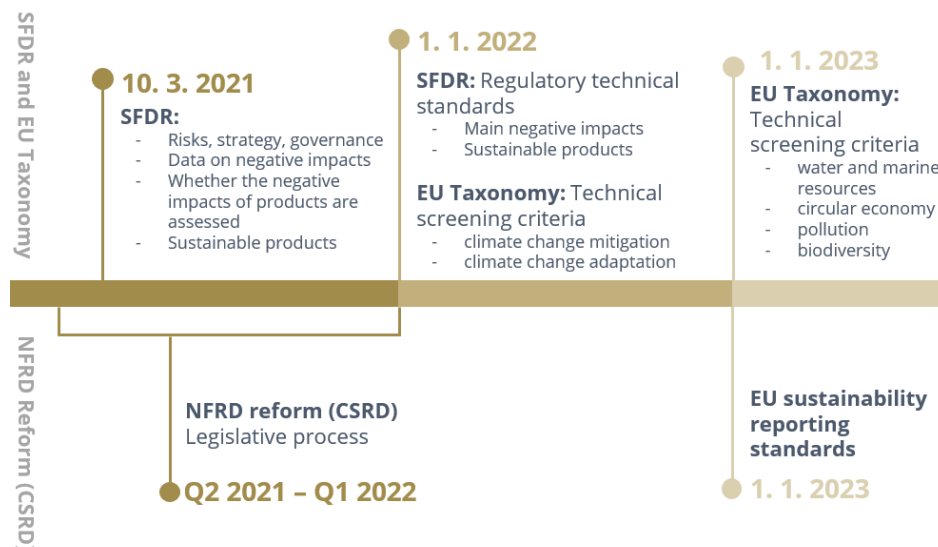 SFDR and EU Taxonomy
10. 3. 2021
SFDR:
- Risks, strategy, governance
- Data on negative impacts
- Whether the negative
impacts of products are
assessed
- Sustainable products
1. 1. 2022
SFDR: Regulatory technical
standards
- Main negative impacts
- Sustainable products
EU Taxonomy: Technical
screening criteria
- climate change mitigation
- climate change adaptation
1. 1. 2023
EU Taxonomy:
Technical
screening criteria
- water and marine
resources
- circular economy
- pollution
- biodiversity
NFRD Reform (CSRD)
NFRD reform (CSRD)
Legislative process
Q2 2021 – Q1 2022
EU sustainability
reporting
standards
1. 1. 2023